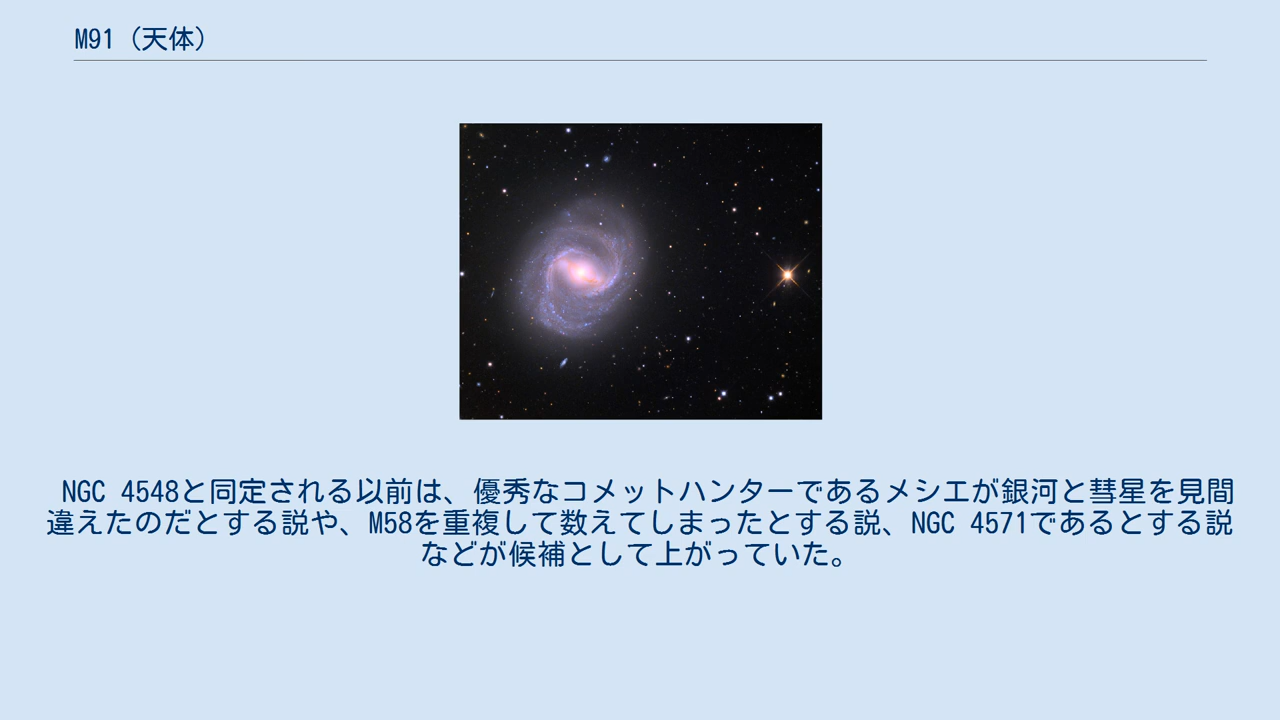 M91（天体）
NGC 4548と同定される以前は、優秀なコメットハンターであるメシエが銀河と彗星を見間
違えたのだとする説や、M58を重複して数えてしまったとする説、NGC 4571であるとする説
などが候補として上がっていた。